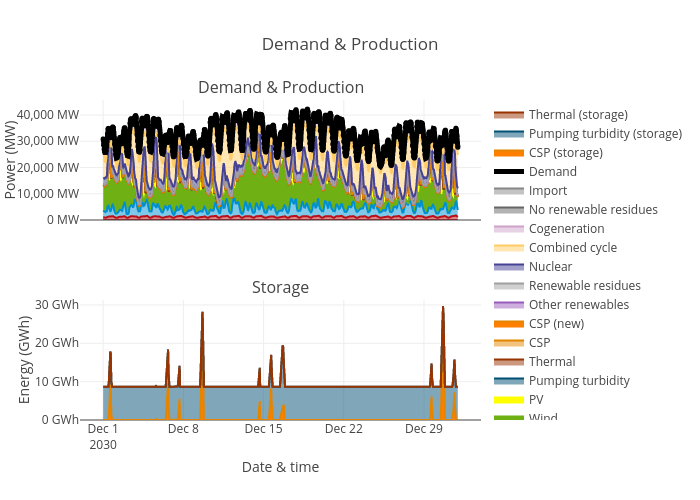 Demand & Production
Demand & Production
40,000 MW
30,000 MW
20,000 MW
10,000 MW
0 MW
Power (MW)
Storage
30 GWh
20 GWh
10 GWh
0 GWh
Energy (GWh)
Dec 1
2030
Dec 8
Dec 15
Dec 22
Dec 29
Date & time
Thermal (storage)
Pumping turbidity (storage)
CSP (storage)
Demand
Import
No renewable residues
Cogeneration
Combined cycle
Nuclear
Renewable residues
Other renewables
CSP (new)
CSP
Thermal
Pumping turbidity
PV
Wind